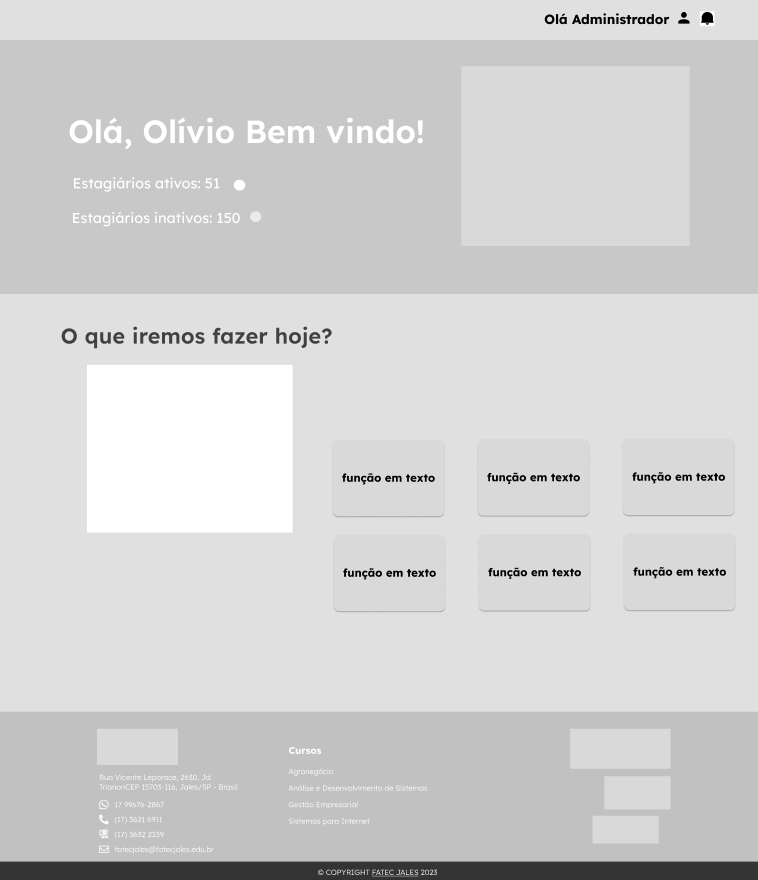 Olá Administrador
Olá, Olívio Bem vindo!
Estagiários ativos: 51
Estagiários inativos: 150
O que iremos fazer hoje?
função em texto função em texto função em texto
função em texto função em texto função em texto
Rua Vicente Leporace, 2630, Jd.
TrianonCEP 15703-116, Jales/SP - Brasil
17 99676-2867
(17) 3621 6911
(17) 3632 2239
fatecjales@fatecjales.edu.br
Cursos
Agronegócio
Análise e Desenvolvimento de Sistemas
Gestão Empresarial
Sistemas para Internet
© COPYRIGHT FATEC JALES 2023